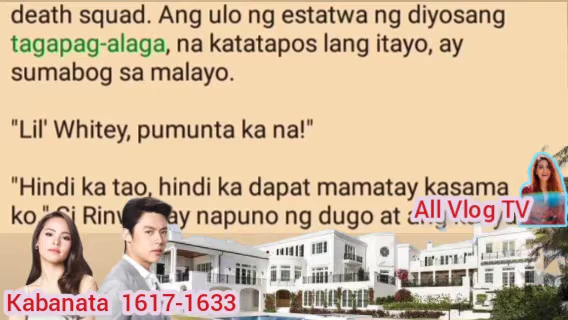 death squad. Ang ulo ng estatwa ng diyosang
tagapag-alaga, na katatapos lang itayo, ay
sumabog sa malayo.
"Lil' Whitey, pumunta ka na!"
"Hindi ka tao, hindi ka dapat mamatay kasama
ko." Si ay napuno ng dugo at ang
All Vlog TV
Kabanata 1617-1633